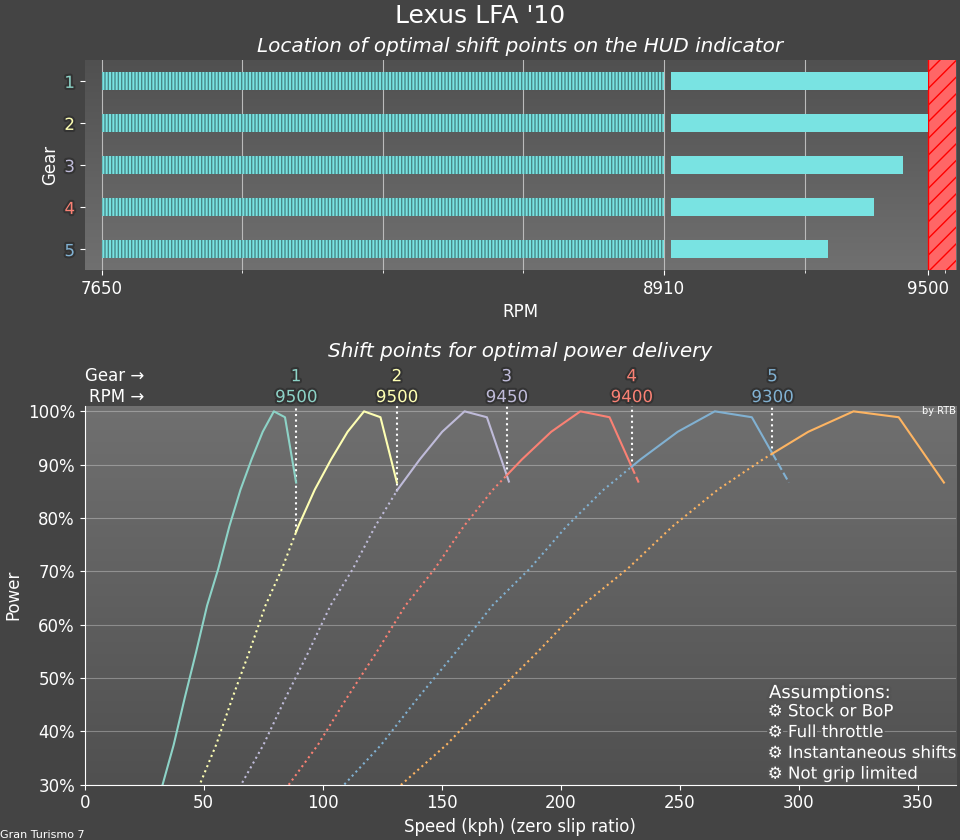 Lexus LFA '10
Location of optimal shift points on the HUD indicator
Gear
1
2
3
4
5
7650 8910 9500
RPM
Shift points for optimal power delivery
Gear → 1 2 3 4 5
RPM → 9500 9500 9450 9400 9300
by RTB
Power
100%
90%
80%
70%
60%
50%
40%
30%
Assumptions:
⚙ Stock or BoP
⚙ Full throttle
⚙ Instantaneous shifts
⚙ Not grip limited
0 50 100 150 200 250 300 350
Speed (kph) (zero slip ratio)
Gran Turismo 7